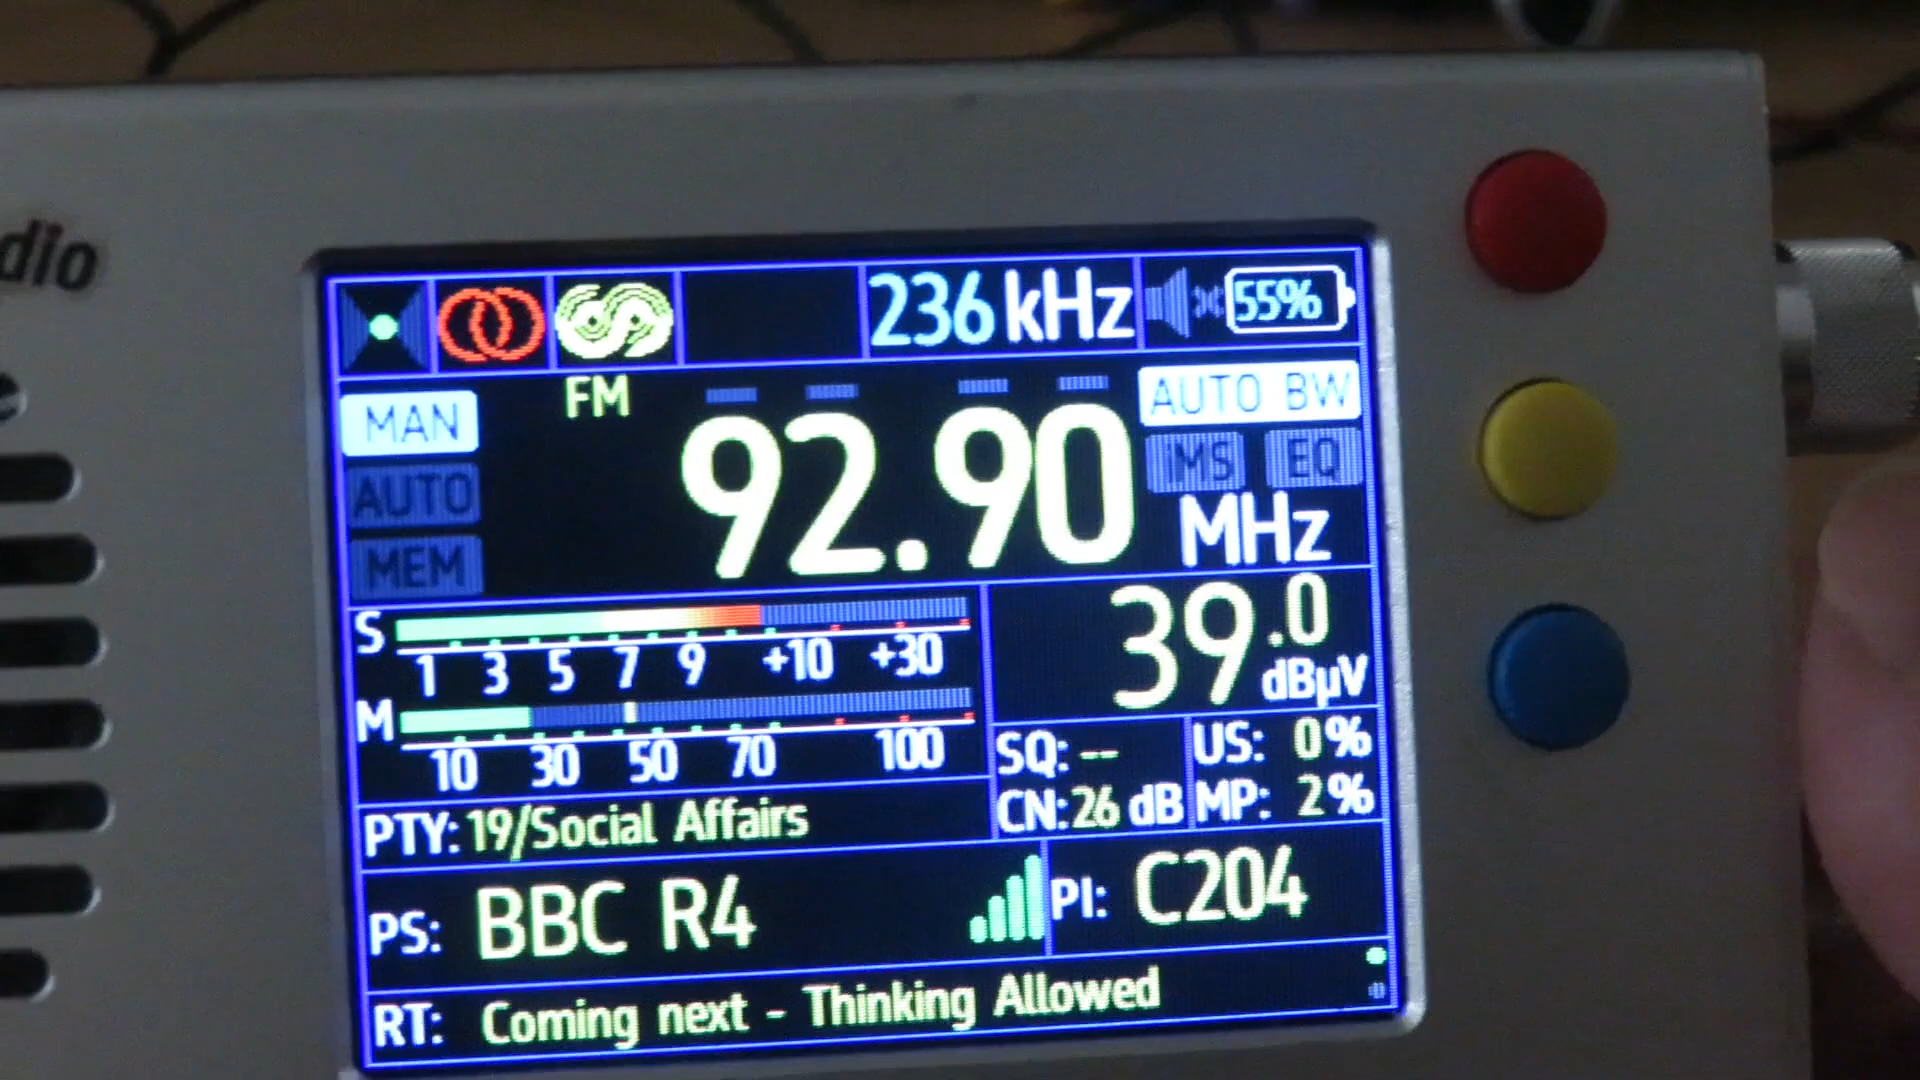 dio
236 kHz 55%
FM
MAN 92.90 AUTO BW
AUTO iMS EQ
MEM MHz
S 39.0
1 3 5 7 9 +10 +30 dBµV
M
10 30 50 70 100
SQ: -- US: 0%
CN: 26 dB MP: 2%
PTY: 19/Social Affairs
PS: BBC R4 PI: C204
RT: Coming next - Thinking Allowed